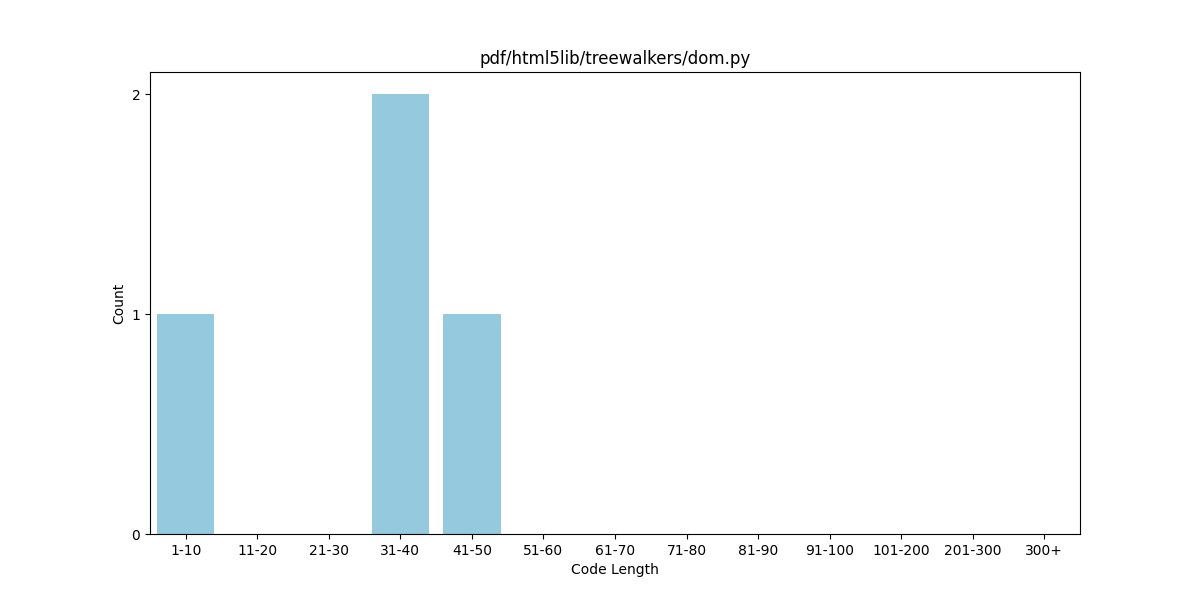 pdf/html5lib/treewalkers/dom.py
2
1
0
Count
1-10 11-20 21-30 31-40 41-50 51-60 61-70 71-80 81-90 91-100 101-200 201-300 300+
Code Length